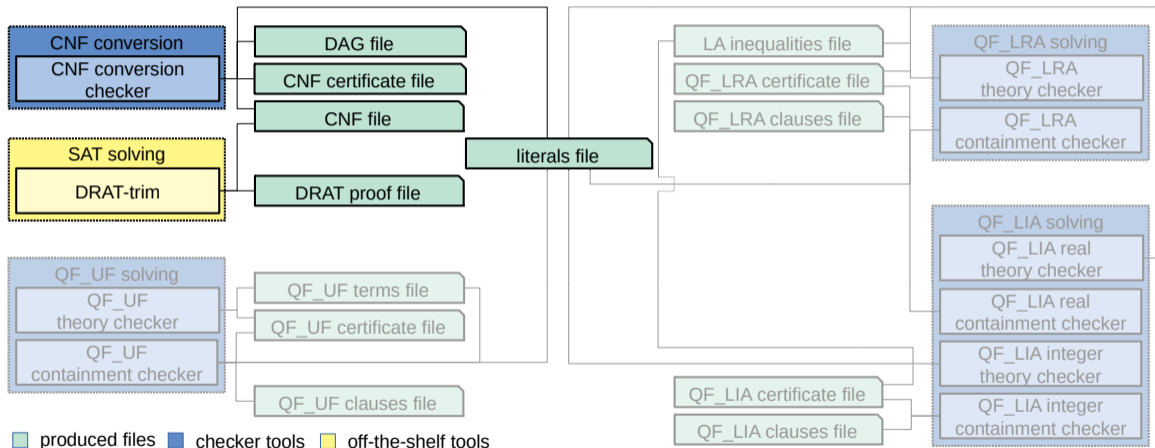 CNF conversion
CNF conversion
checker
DAG file
CNF certificate file
CNF file
SAT solving
DRAT-trim
DRAT proof file
literals file
QF_UF solving
QF_UF
theory checker
QF_UF
containment checker
QF_UF terms file
QF_UF certificate file
QF_UF clauses file
LA inequalities file
QF_LRA certificate file
QF_LRA clauses file
QF_LRA solving
QF_LRA
theory checker
QF_LRA
containment checker
QF_LIA solving
QF_LIA real
theory checker
QF_LIA real
containment checker
QF_LIA integer
theory checker
QF_LIA integer
containment checker
QF_LIA certificate file
QF_LIA clauses file
produced files
checker tools
off-the-shelf tools